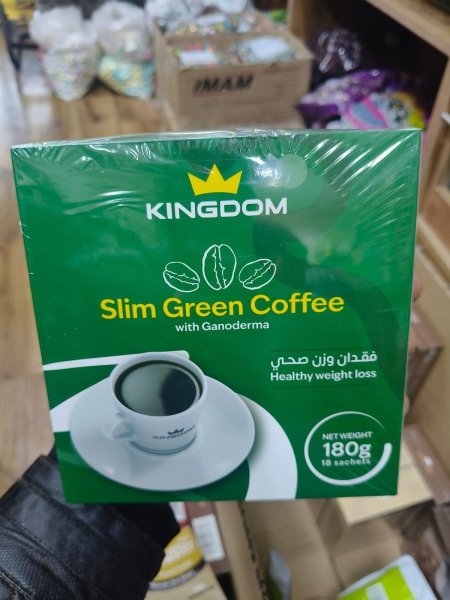 IMAM
KINGDOM
Slim Green Coffee
with Ganoderma
فقدان وزن صحي
Healthy weight loss
KINGDOM
NET WEIGHT
180g
18 sachets